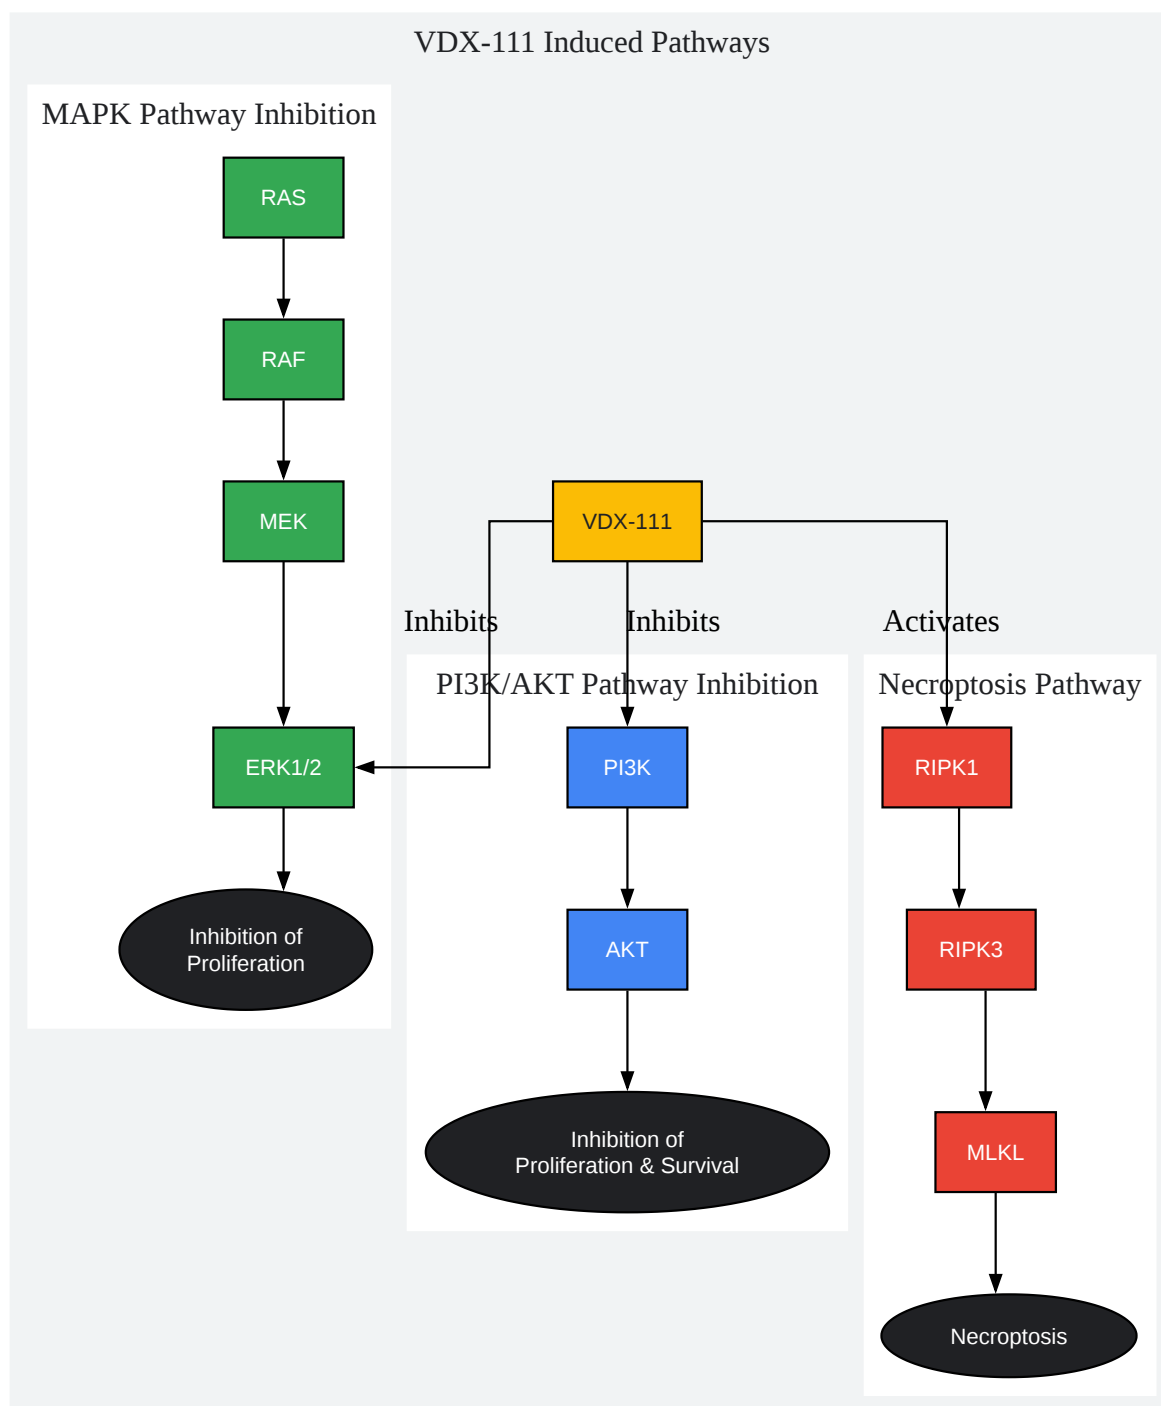 VDX-111 Induced Pathways
MAPK Pathway Inhibition
RAS
RAF
MEK
VDX-111
Inhibits
Inhibits
Activates
PI3K/AKT Pathway Inhibition
Necroptosis Pathway
ERK1/2
PI3K
RIPK1
Inhibition of
Proliferation
AKT
RIPK3
Inhibition of
Proliferation & Survival
MLKL
Necroptosis